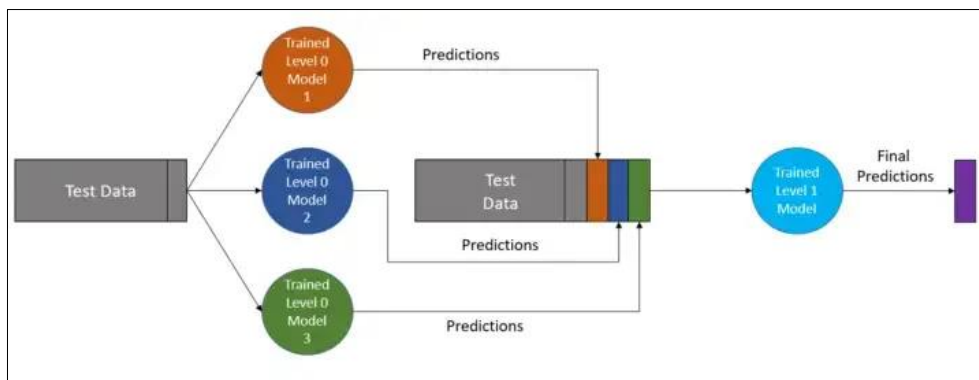 Trained
Level 0
Model
1
Predictions
Test Data
Trained
Level 0
Model
2
Predictions
Test
Data
Trained
Level 1
Model
Final
Predictions
Trained
Level 0
Model
3
Predictions